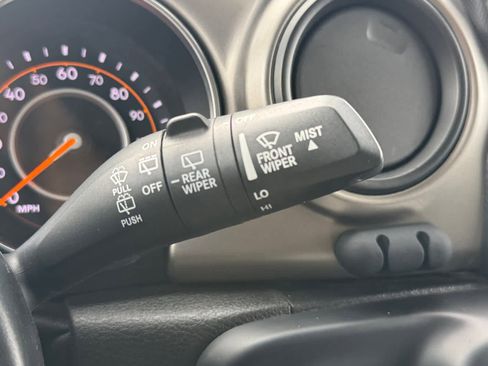 60
40
80
50
70
90
0
MPH
ON
PULL
OFF
PUSH
REAR
WIPER
OFF
FRONT
WIPER
MIST
LO
HI